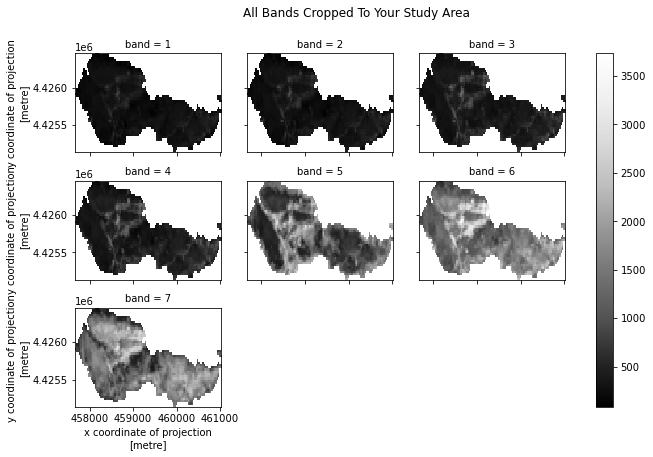 All Bands Cropped To Your Study Area
1e6
band = 1
band = 2
band = 3
4.4260
4.4255
y coordinate of projection
[metre]
1e6
band = 4
band = 5
band = 6
4.4260
4.4255
y coordinate of projection
[metre]
1e6
band = 7
4.4260
4.4255
y coordinate of projection
[metre]
458000 459000 460000 461000
x coordinate of projection
[metre]
3500
3000
2500
2000
1500
1000
500